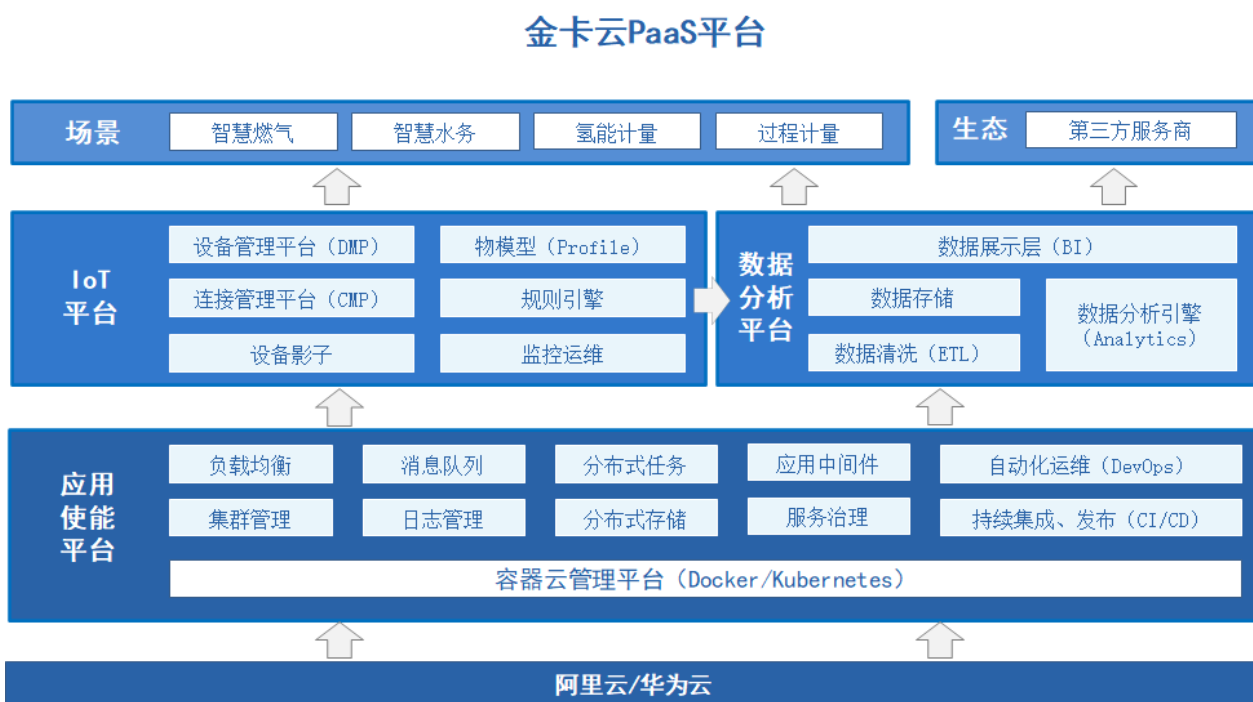 金卡云PaaS平台
场景
智慧燃气
智慧水务
氢能计量
过程计量
生态
第三方服务商
IoT
平台
设备管理平台（DMP）
物模型（Profile）
连接管理平台（CMP）
规则引擎
设备影子
监控运维
数据
分析
平台
数据展示层（BI）
数据存储
数据清洗（ETL）
数据分析引擎
（Analytics）
应用
使能
平台
负载均衡
消息队列
分布式任务
应用中间件
自动化运维（DevOps）
集群管理
日志管理
分布式存储
服务治理
持续集成、发布（CI/CD）
容器云管理平台（Docker/Kubernetes）
阿里云/华为云